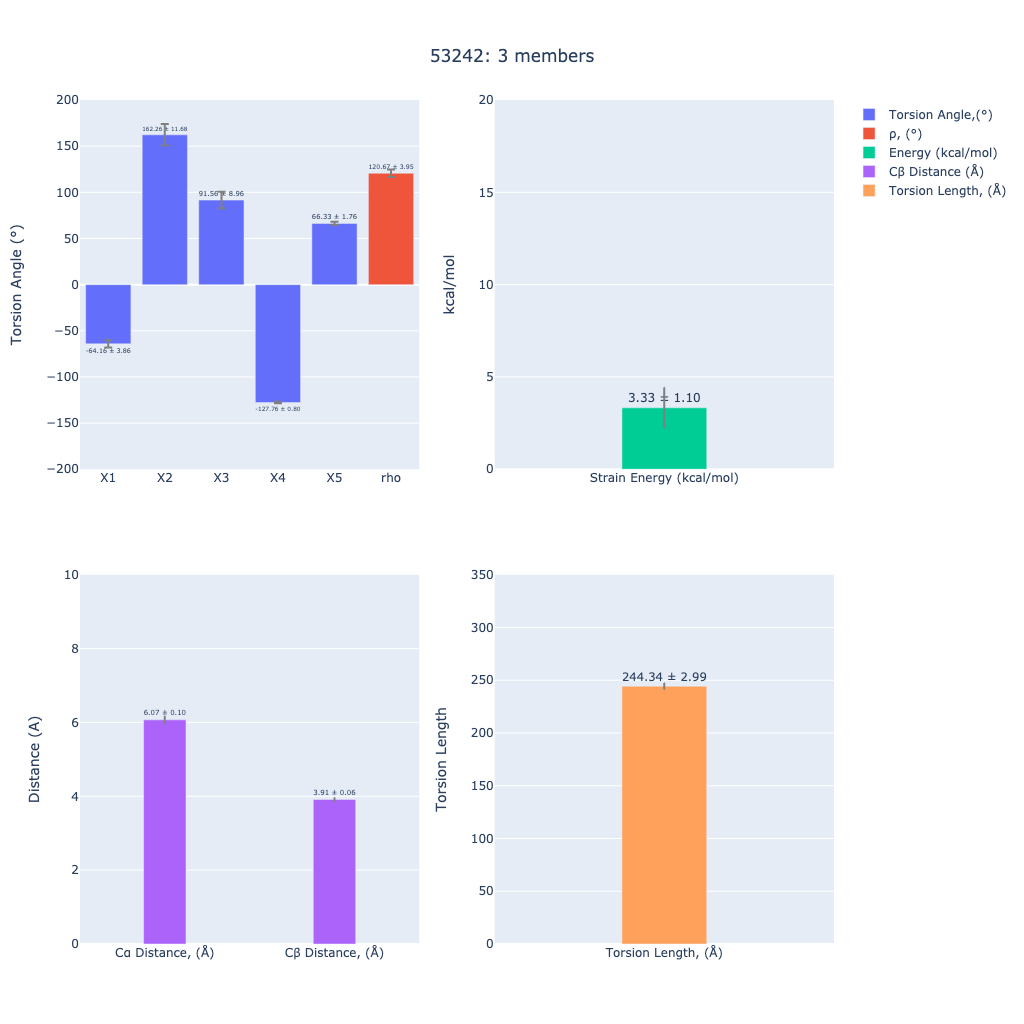 53242: 3 members
Torsion Angle (°)
200
150
100
50
0
−50
−100
−150
−200
-64.16 ± 3.86
162.26 ± 11.68
91.56 ± 8.96
-127.76 ± 0.80
66.33 ± 1.76
120.67 ± 3.95
X1 X2 X3 X4 X5 rho
kcal/mol
20
15
10
5
0
3.33 ± 1.10
Strain Energy (kcal/mol)
Torsion Angle,(°)
ρ, (°)
Energy (kcal/mol)
Cβ Distance (Å)
Torsion Length, (Å)
Distance (A)
10
8
6
4
2
0
6.07 ± 0.10
3.91 ± 0.06
Cα Distance, (Å) Cβ Distance, (Å)
Torsion Length
350
300
250
200
150
100
50
0
244.34 ± 2.99
Torsion Length, (Å)